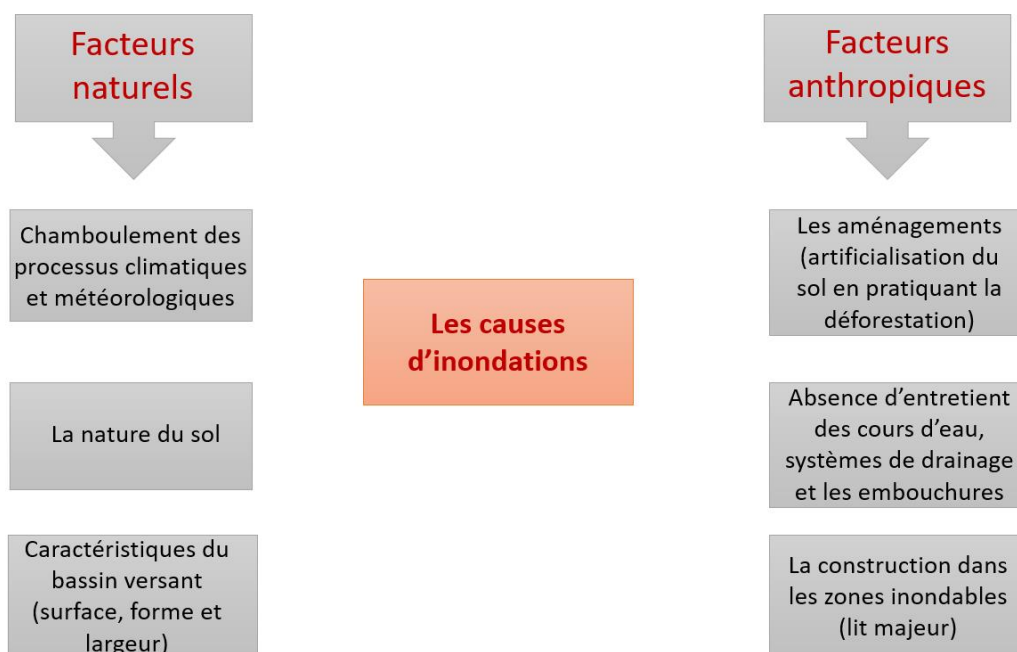 Facteurs
naturels
Chamboulement des
processus climatiques
et météorologiques
La nature du sol
Caractéristiques du
bassin versant
(surface, forme et
largeur)
Les causes
d’inondations
Facteurs
anthropiques
Les aménagements
(artificialisation du
sol en pratiquant la
déforestation)
Absence d’entretient
des cours d’eau,
systèmes de drainage
et les embouchures
La construction dans
les zones inondables
(lit majeur)